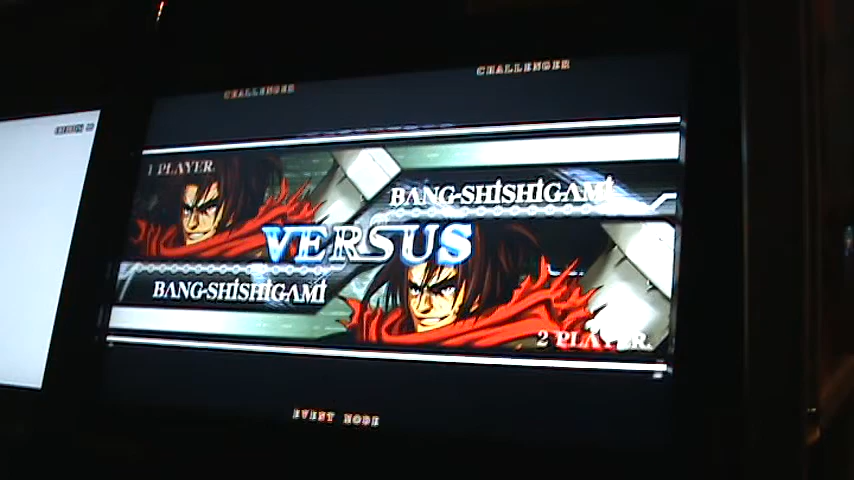 CHALLENGER
CHALLENGER
1 PLAYER.
BANG-SHISHIGAMI
VERSUS
BANG-SHISHIGAMI
2 PLAYER.
EVENT MODE